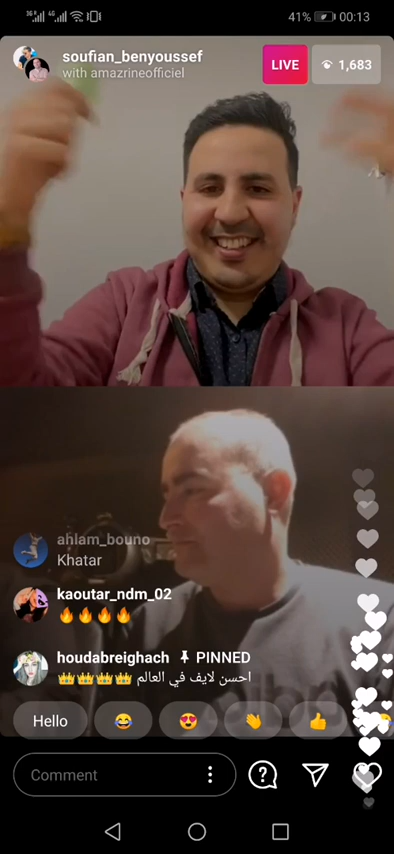 41% 00:13
soufian_benyoussef
with amazrineofficiel
LIVE
1,683
ahlam_bouno
Khatar
kaoutar_ndm_02
🔥🔥🔥🔥
houdabreighach PINNED
احسن لايف في العالم 👑👑👑👑
Hello 😂 😍 👏 👍
Comment